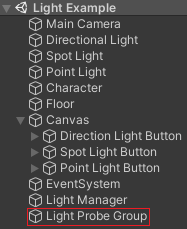 Light Example
Main Camera
Directional Light
Spot Light
Point Light
Character
Floor
Canvas
Direction Light Button
Spot Light Button
Point Light Button
EventSystem
Light Manager
Light Probe Group